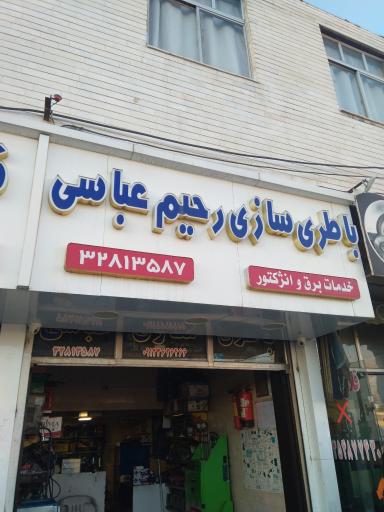 باطری سازی رحیم عباسی
۳۲۸۱۳۵۸۷
خدمات برق و انژکتور